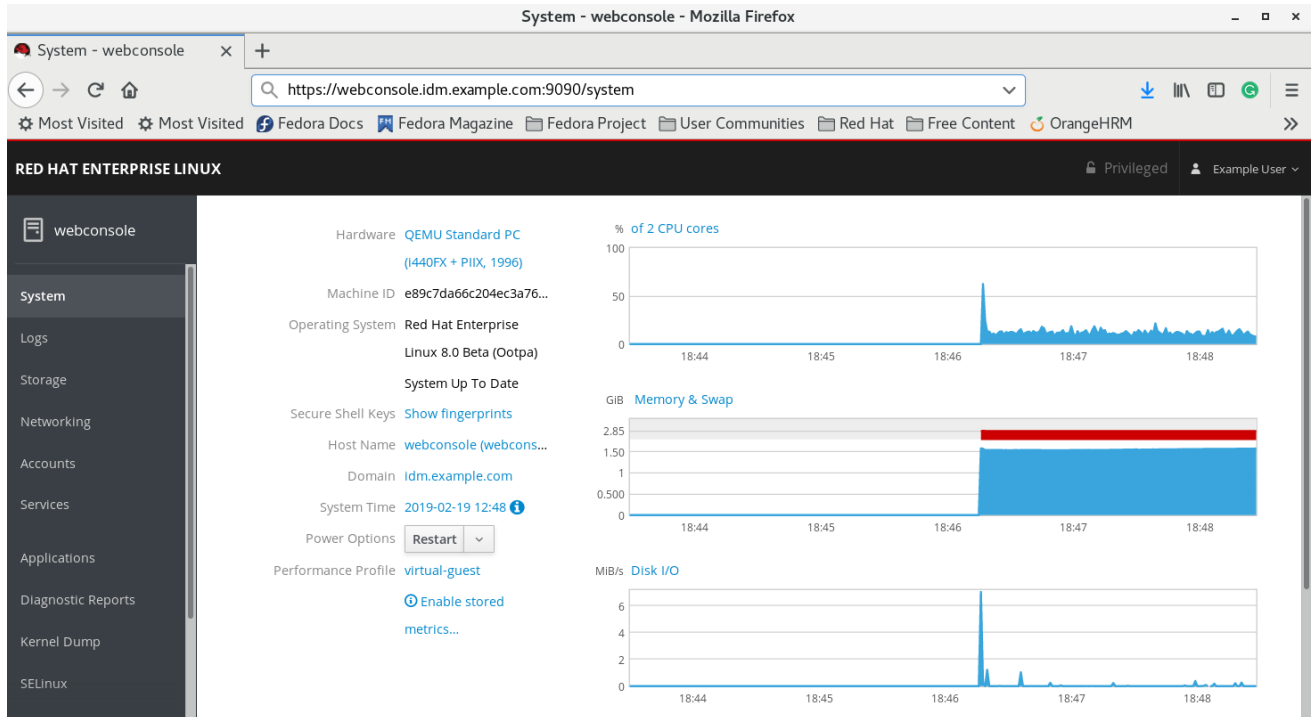 System - webconsole - Mozilla Firefox
System - webconsole
https://webconsole.idm.example.com:9090/system
Most Visited Most Visited Fedora Docs Fedora Magazine Fedora Project User Communities Red Hat Free Content OrangeHRM
RED HAT ENTERPRISE LINUX
Privileged Example User
webconsole
System
Logs
Storage
Networking
Accounts
Services
Applications
Diagnostic Reports
Kernel Dump
SELinux
Hardware QEMU Standard PC
(i440FX + PIIX, 1996)
Machine ID e89c7da66c204ec3a76...
Operating System Red Hat Enterprise
Linux 8.0 Beta (Ootpa)
System Up To Date
Secure Shell Keys Show fingerprints
Host Name webconsole (webcons...
Domain idm.example.com
System Time 2019-02-19 12:48
Power Options Restart
Performance Profile virtual-guest
Enable stored
metrics...
% of 2 CPU cores
100
50
0
18:44 18:45 18:46 18:47 18:48
GiB Memory & Swap
2.85
1.50
1
0.500
0
18:44 18:45 18:46 18:47 18:48
MiB/s Disk I/O
6
4
2
0
18:44 18:45 18:46 18:47 18:48